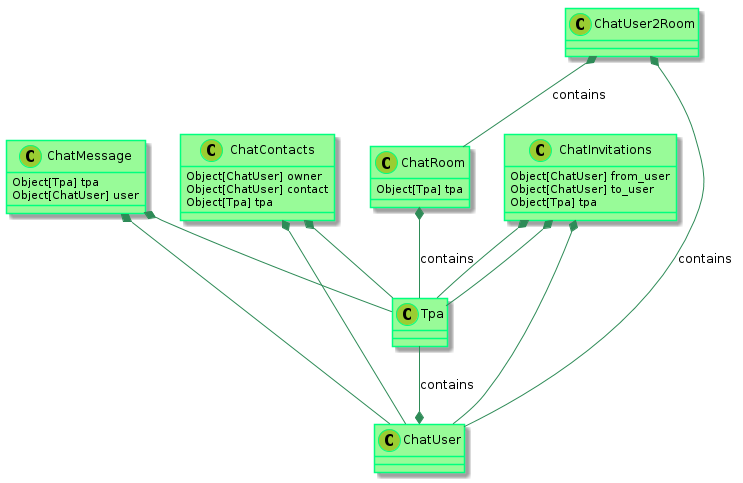 C ChatUser2Room
contains
C ChatMessage
Object[Tpa] tpa
Object[ChatUser] user
C ChatContacts
Object[ChatUser] owner
Object[ChatUser] contact
Object[Tpa] tpa
C ChatRoom
Object[Tpa] tpa
C ChatInvitations
Object[ChatUser] from_user
Object[ChatUser] to_user
Object[Tpa] tpa
contains
contains
C Tpa
contains
C ChatUser